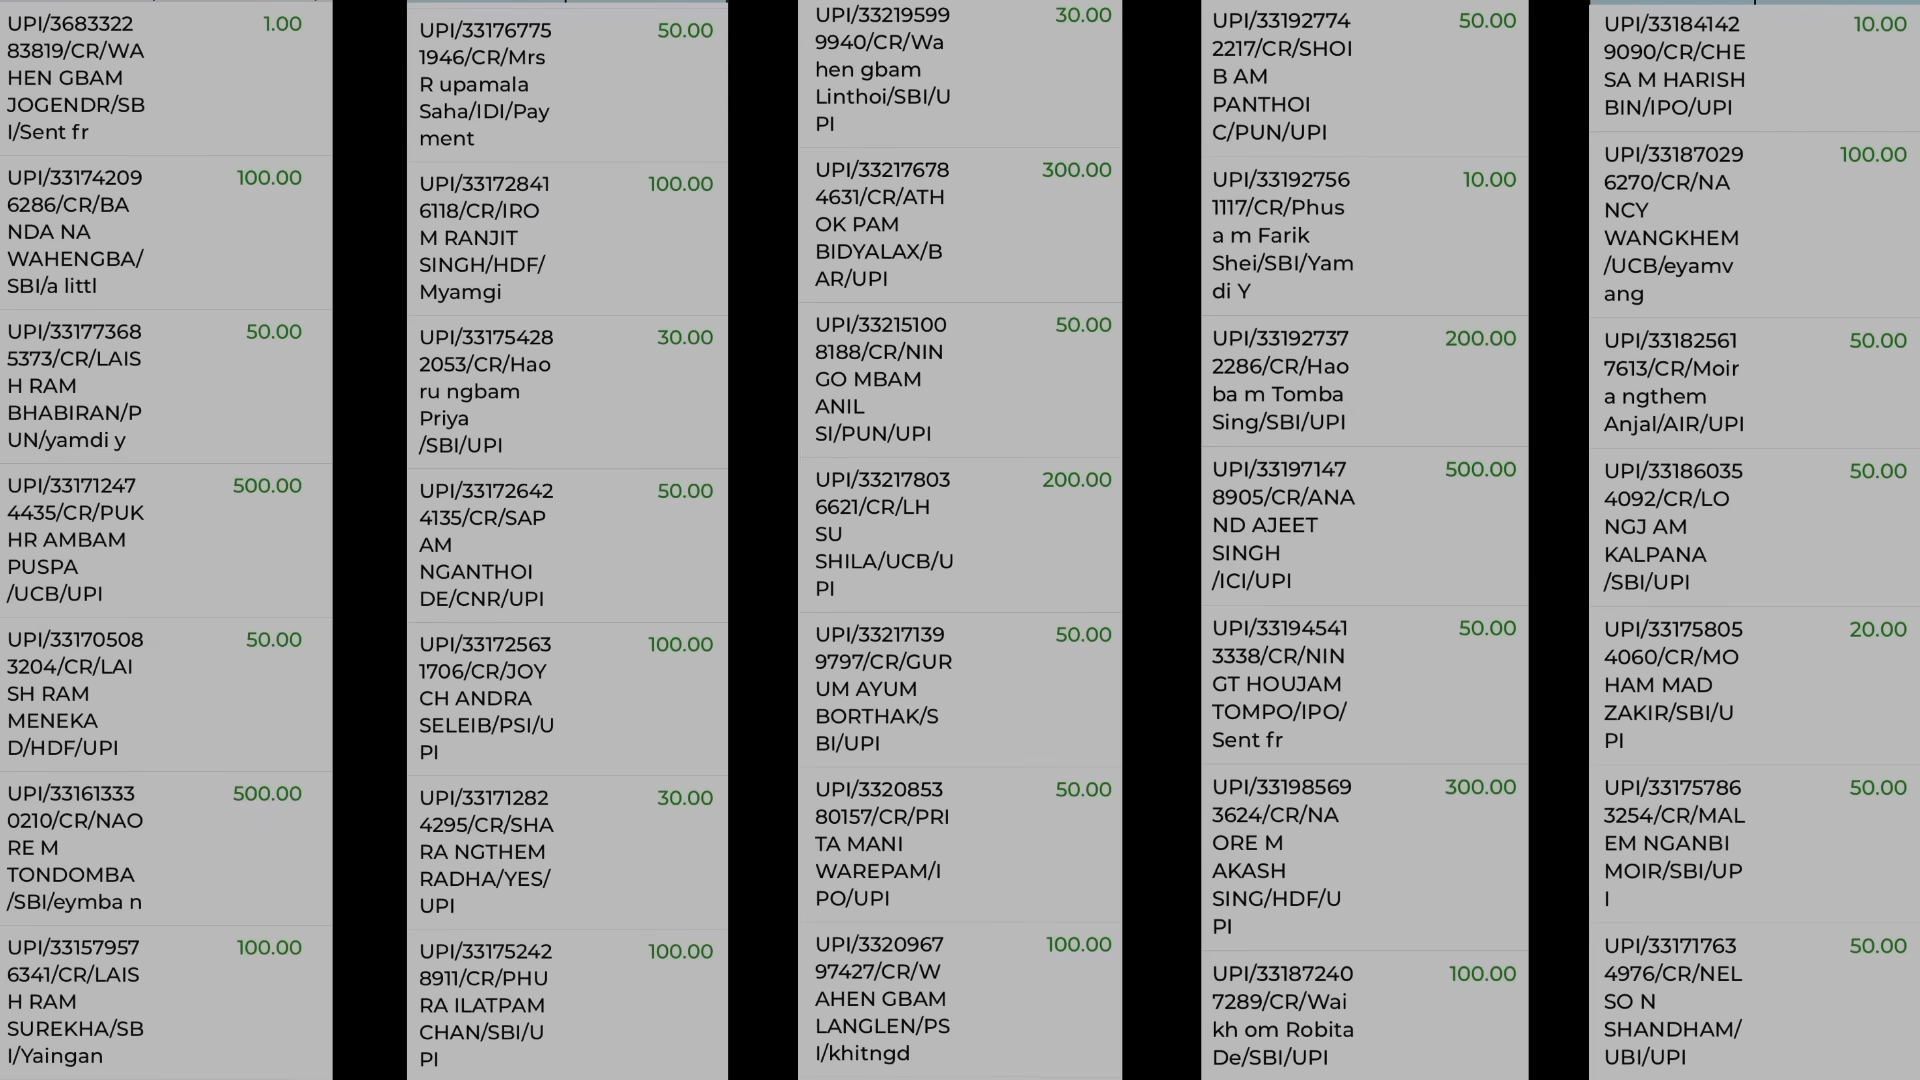 UPI/3683322
83819/CR/WA
HEN GBAM
JOGENDR/SB
I/Sent fr
1.00
UPI/33174209
6286/CR/BA
NDA NA
WAHENGBA/
SBI/a littl
100.00
UPI/33177368
5373/CR/LAIS
H RAM
BHABIRAN/P
UN/yamdi y
50.00
UPI/33171247
4435/CR/PUK
HR AMBAM
PUSPA
/UCB/UPI
500.00
UPI/33170508
3204/CR/LAI
SH RAM
MENEKA
D/HDF/UPI
50.00
UPI/33161333
0210/CR/NAO
RE M
TONDOMBA
/SBI/eymba n
500.00
UPI/33157957
6341/CR/LAIS
H RAM
SUREKHA/SB
I/Yaingan
100.00
UPI/33176775
1946/CR/Mrs
R upamala
Saha/IDI/Pay
ment
50.00
UPI/33172841
6118/CR/IRO
M RANJIT
SINGH/HDF/
Myamgi
100.00
UPI/33175428
2053/CR/Hao
ru ngbam
Priya
/SBI/UPI
30.00
UPI/33172642
4135/CR/SAP
AM
NGANTHOI
DE/CNR/UPI
50.00
UPI/33172563
1706/CR/JOY
CH ANDRA
SELEIB/PSI/U
PI
100.00
UPI/33171282
4295/CR/SHA
RA NGTHEM
RADHA/YES/
UPI
30.00
UPI/33175242
8911/CR/PHU
RA ILATPAM
CHAN/SBI/U
PI
100.00
UPI/33219599
9940/CR/Wa
hen gbam
Linthoi/SBI/U
PI
30.00
UPI/33217678
4631/CR/ATH
OK PAM
BIDYALAX/B
AR/UPI
300.00
UPI/33215100
8188/CR/NIN
GO MBAM
ANIL
SI/PUN/UPI
50.00
UPI/33217803
6621/CR/LH
SU
SHILA/UCB/U
PI
200.00
UPI/33217139
9797/CR/GUR
UM AYUM
BORTHAK/S
BI/UPI
50.00
UPI/3320853
80157/CR/PRI
TA MANI
WAREPAM/I
PO/UPI
50.00
UPI/3320967
97427/CR/W
AHEN GBAM
LANGLEN/PS
I/khitngd
100.00
UPI/33192774
2217/CR/SHOI
B AM
PANTHOI
C/PUN/UPI
50.00
UPI/33192756
1117/CR/Phus
a m Farik
Shei/SBI/Yam
di Y
10.00
UPI/33192737
2286/CR/Hao
ba m Tomba
Sing/SBI/UPI
200.00
UPI/33197147
8905/CR/ANA
ND AJEET
SINGH
/ICI/UPI
500.00
UPI/33194541
3338/CR/NIN
GT HOUJAM
TOMPO/IPO/
Sent fr
50.00
UPI/33198569
3624/CR/NA
ORE M
AKASH
SING/HDF/U
PI
300.00
UPI/33187240
7289/CR/Wai
kh om Robita
De/SBI/UPI
100.00
UPI/33184142
9090/CR/CHE
SA M HARISH
BIN/IPO/UPI
10.00
UPI/33187029
6270/CR/NA
NCY
WANGKHEM
/UCB/eyamv
ang
100.00
UPI/33182561
7613/CR/Moir
a ngthem
Anjal/AIR/UPI
50.00
UPI/33186035
4092/CR/LO
NGJ AM
KALPANA
/SBI/UPI
50.00
UPI/33175805
4060/CR/MO
HAM MAD
ZAKIR/SBI/U
PI
20.00
UPI/33175786
3254/CR/MAL
EM NGANBI
MOIR/SBI/UP
I
50.00
UPI/33171763
4976/CR/NEL
SO N
SHANDHAM/
UBI/UPI
50.00